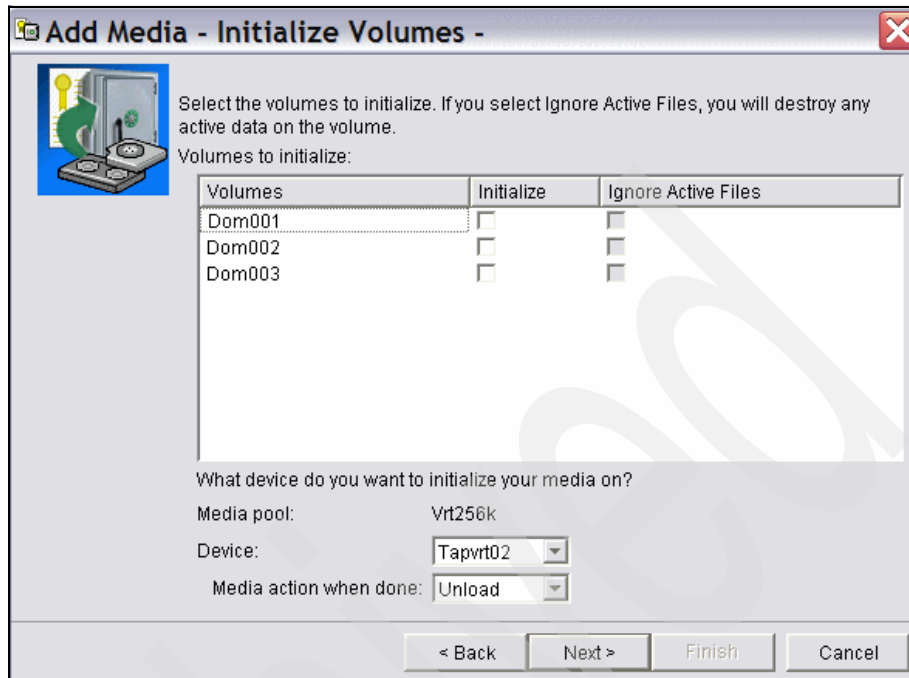 Add Media - Initialize Volumes -
Select the volumes to initialize. If you select Ignore Active Files, you will destroy any
active data on the volume.
Volumes to initialize:
Volumes Initialize Ignore Active Files
Dom001
Dom002
Dom003
What device do you want to initialize your media on?
Media pool: Vrt256k
Device: Tapvrt02
Media action when done: Unload
< Back Next > Finish Cancel